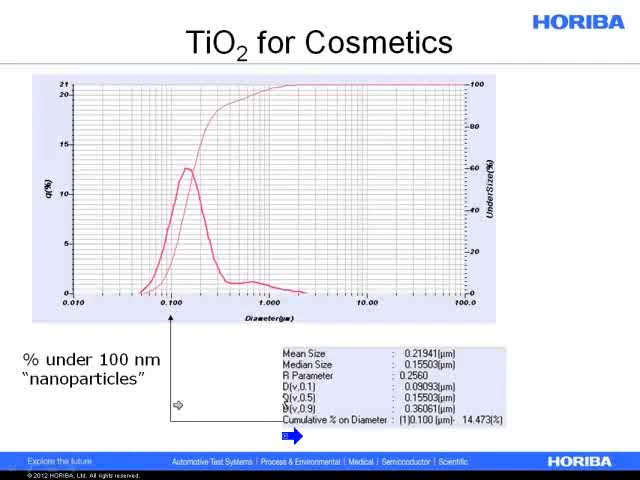 HORIBA
TiO2 for Cosmetics
21
20
15
10
5
0
q(%)
100
80
60
40
20
0
UnderSize(%)
0.010 0.100 1.000 10.00 100.0
Diameter(μm)
% under 100 nm
“nanoparticles”
Mean Size : 0.21941(μm)
Median Size : 0.15503(μm)
R Parameter : 0.2560
D(v,0.1) : 0.09093(μm)
D(v,0.5) : 0.15503(μm)
D(v,0.9) : 0.36061(μm)
Cumulative % on Diameter : (1)0.100 (μm)- 14.473(%)
Explore the future
Automotive Test Systems | Process & Environmental | Medical | Semiconductor | Scientific
HORIBA
© 2012 HORIBA, Ltd. All rights reserved.